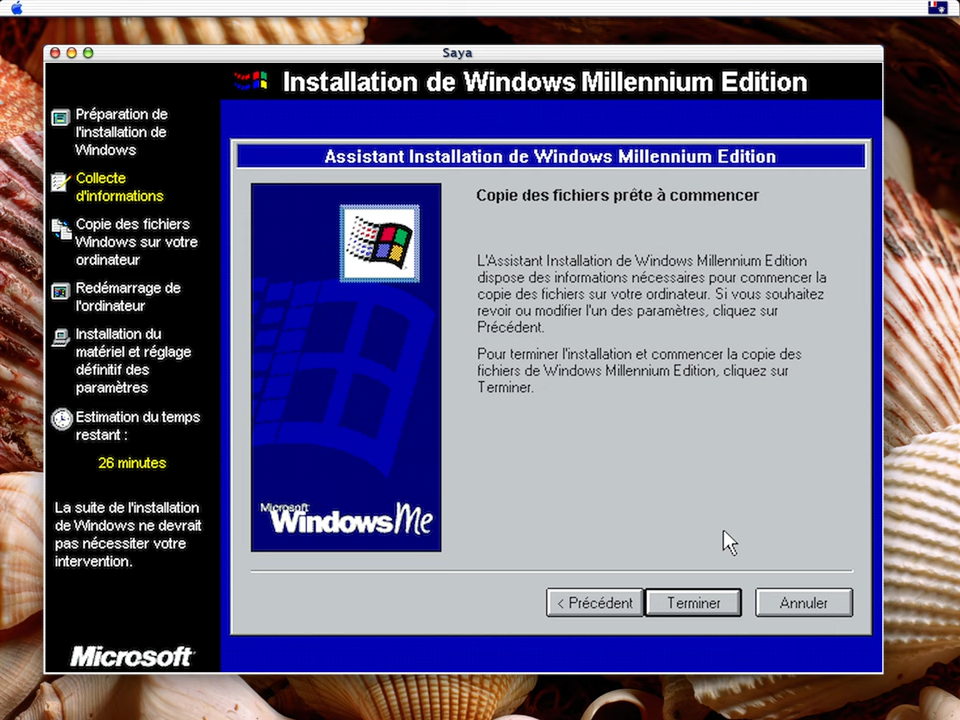 Saya
Installation de Windows Millennium Edition
Préparation de
l'installation de
Windows
Collecte
d'informations
Copie des fichiers
Windows sur votre
ordinateur
Redémarrage de
l'ordinateur
Installation du
matériel et réglage
définitif des
paramètres
Estimation du temps
restant :
26 minutes
La suite de l'installation
de Windows ne devrait
pas nécessiter votre
intervention.
Microsoft
Assistant Installation de Windows Millennium Edition
Microsoft
Windows Me
Copie des fichiers prête à commencer
L'Assistant Installation de Windows Millennium Edition
dispose des informations nécessaires pour commencer la
copie des fichiers sur votre ordinateur. Si vous souhaitez
revoir ou modifier l'un des paramètres, cliquez sur
Précédent.
Pour terminer l'installation et commencer la copie des
fichiers de Windows Millennium Edition, cliquez sur
Terminer.
< Précédent
Terminer
Annuler